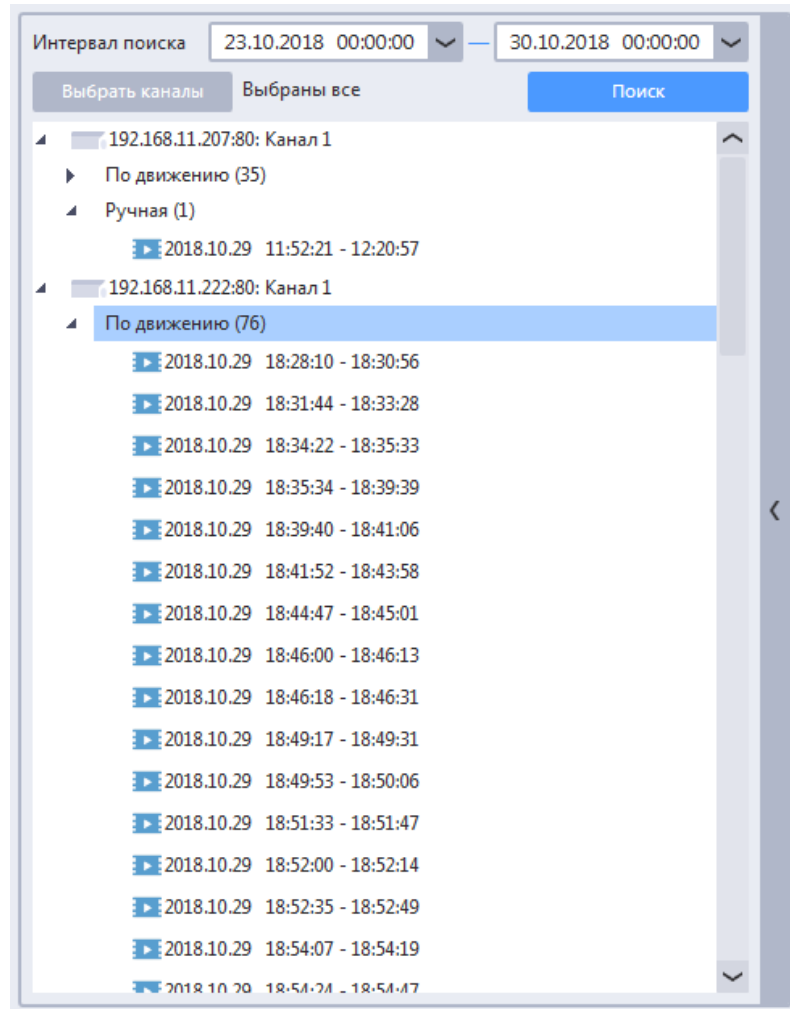 Интервал поиска 23.10.2018 00:00:00 — 30.10.2018 00:00:00
Выбрать каналы Выбраны все Поиск
192.168.11.207:80: Канал 1
По движению (35)
Ручная (1)
2018.10.29 11:52:21 - 12:20:57
192.168.11.222:80: Канал 1
По движению (76)
2018.10.29 18:28:10 - 18:30:56
2018.10.29 18:31:44 - 18:33:28
2018.10.29 18:34:22 - 18:35:33
2018.10.29 18:35:34 - 18:39:39
2018.10.29 18:39:40 - 18:41:06
2018.10.29 18:41:52 - 18:43:58
2018.10.29 18:44:47 - 18:45:01
2018.10.29 18:46:00 - 18:46:13
2018.10.29 18:46:18 - 18:46:31
2018.10.29 18:49:17 - 18:49:31
2018.10.29 18:49:53 - 18:50:06
2018.10.29 18:51:33 - 18:51:47
2018.10.29 18:52:00 - 18:52:14
2018.10.29 18:52:35 - 18:52:49
2018.10.29 18:54:07 - 18:54:19
2018.10.29 18:54:24 - 18:54:47